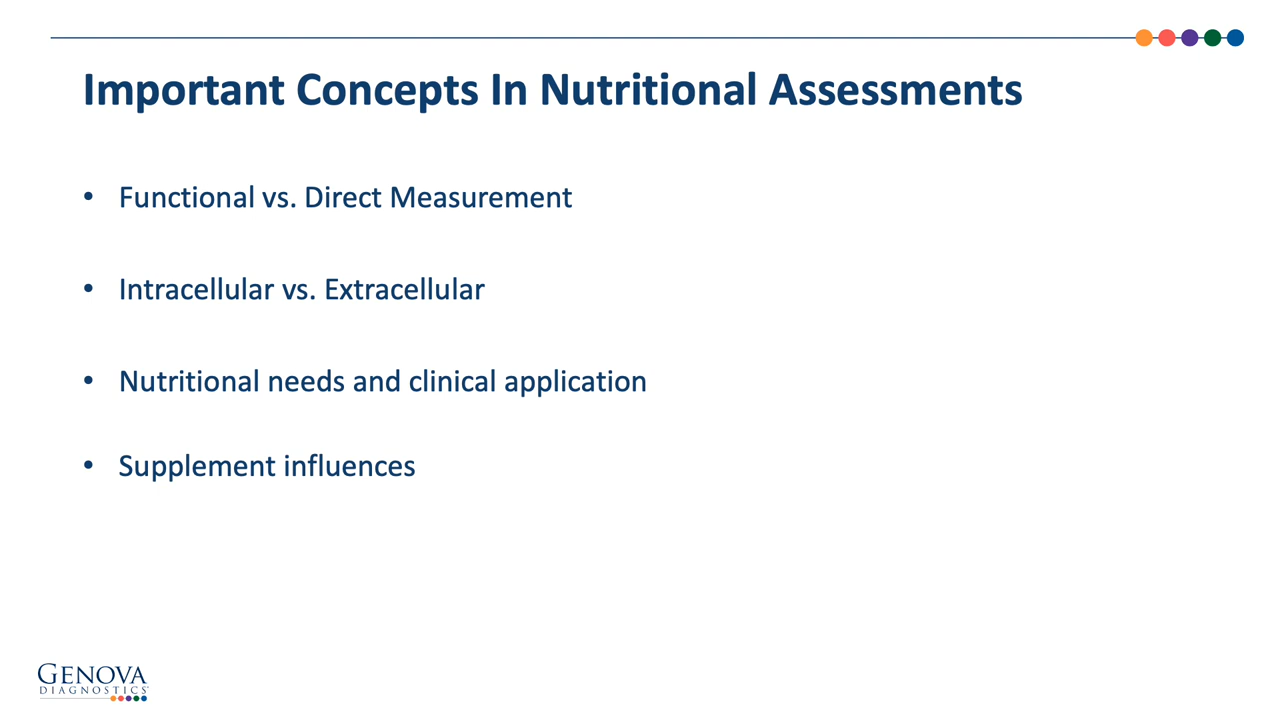 Important Concepts In Nutritional Assessments
• Functional vs. Direct Measurement
• Intracellular vs. Extracellular
• Nutritional needs and clinical application
• Supplement influences
GENOVA
DIAGNOSTICS